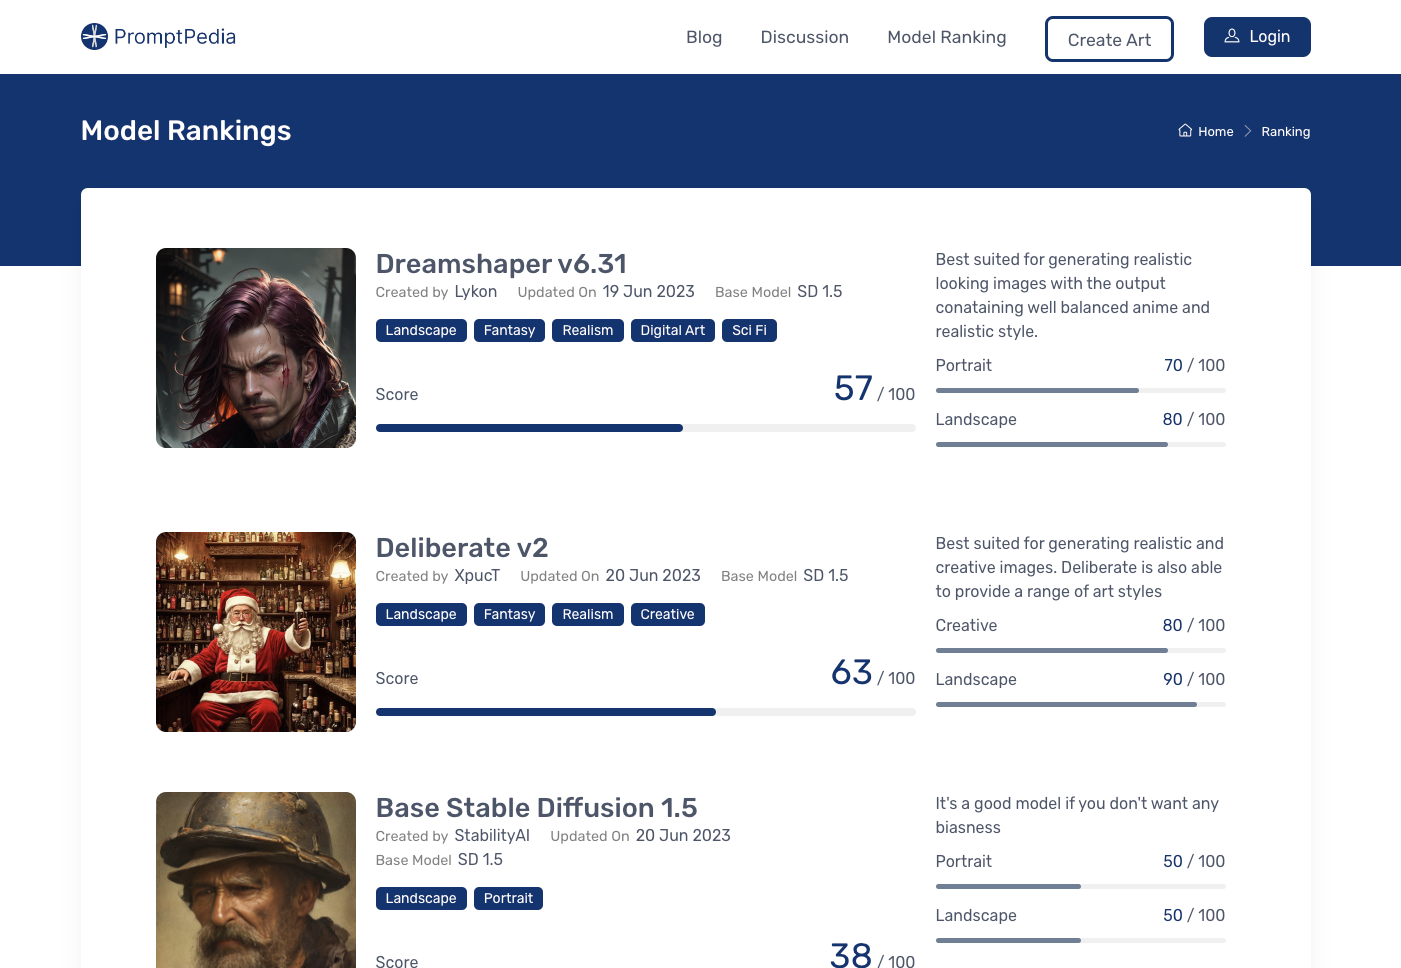 PromptPedia
Blog
Discussion
Model Ranking
Create Art
Login
Model Rankings
Home
Ranking
Dreamshaper v6.31
Created by Lykon Updated On 19 Jun 2023 Base Model SD 1.5
Landscape Fantasy Realism Digital Art Sci Fi
Score 57 / 100
Best suited for generating realistic
looking images with the output
conataining well balanced anime and
realistic style.
Portrait 70 / 100
Landscape 80 / 100
Deliberate v2
Created by XpucT Updated On 20 Jun 2023 Base Model SD 1.5
Landscape Fantasy Realism Creative
Score 63 / 100
Best suited for generating realistic and
creative images. Deliberate is also able
to provide a range of art styles
Creative 80 / 100
Landscape 90 / 100
Base Stable Diffusion 1.5
Created by StabilityAI Updated On 20 Jun 2023
Base Model SD 1.5
Landscape Portrait
Score 38 / 100
It's a good model if you don't want any
biasness
Portrait 50 / 100
Landscape 50 / 100